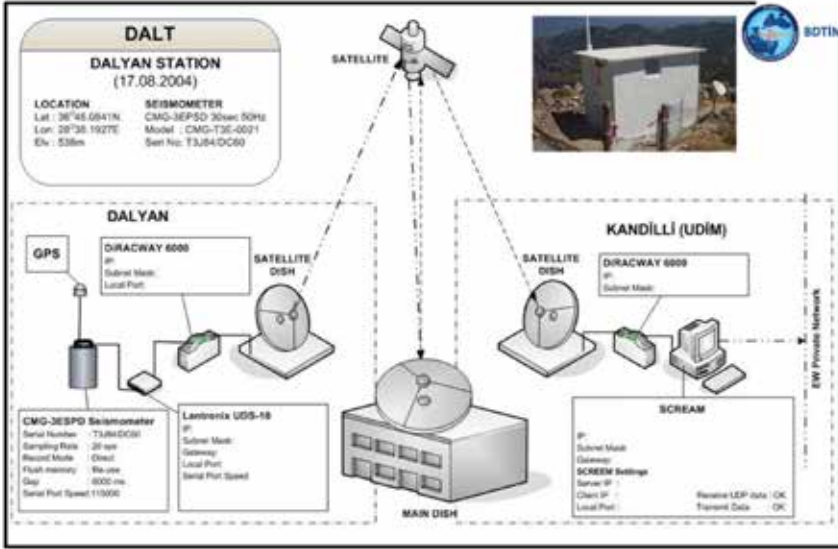 DALT
DALYAN STATION
(17.08.2004)
LOCATION
Lat : 36°46.0841N
Lon: 28°38.1927E
Elv : 538m
SEISMOMETER
CMG-3EPSD 30sec 50Hz
Model : CMG-T3E-0021
Seri No: T3J84/DC60
SATELLITE
BDTİM
DALYAN
GPS
DiRACWAY 6000
IP:
Subnet Mask:
Local Port:
SATELLITE
DISH
CMG-3ESPD Seismometer
Serial Number : T3J84/DC60
Sampling Rate : 20 sps
Record Mode : Direct
Flush memory : file use
Gap : 6000 ms
Serial Port Speed:
Lantronix UDS-10
IP:
Subnet Mask:
Gateway:
Local Port:
Serial Port Speed
MAIN DISH
KANDİLLİ (UDİM)
SATELLITE
DISH
DiRACWAY 6000
IP:
Subnet Mask:
SCREAM
IP:
Subnet Mask
Gateway:
SCREEM Settings
Server IP :
Client IP : Receive UDP data : OK
Local Port : Transmit Data : OK
EW Private Network